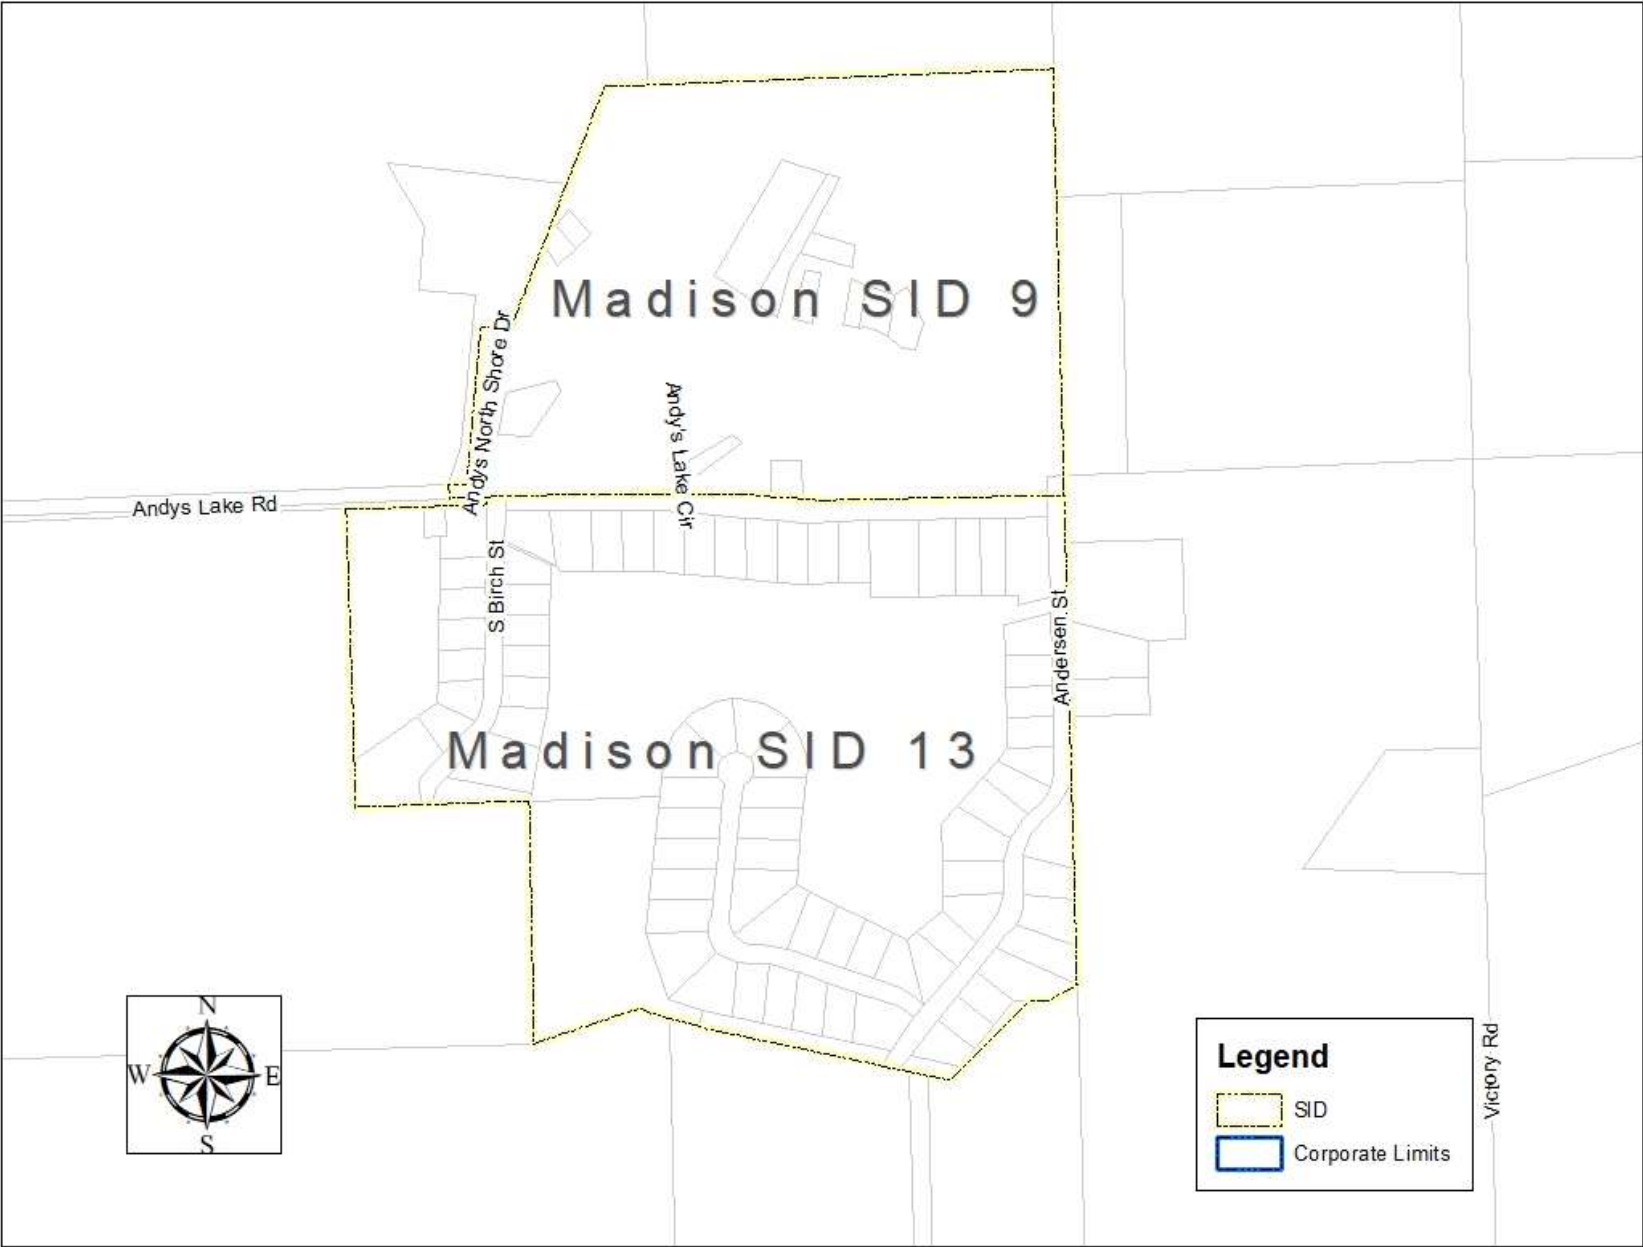 Madison SID 9
Andys North Shore Dr
Andy's Lake Cir
Andys Lake Rd
S Birch St
Andersen St
Madison SID 13
N
W
E
S
Legend
SID
Corporate Limits
Victory Rd